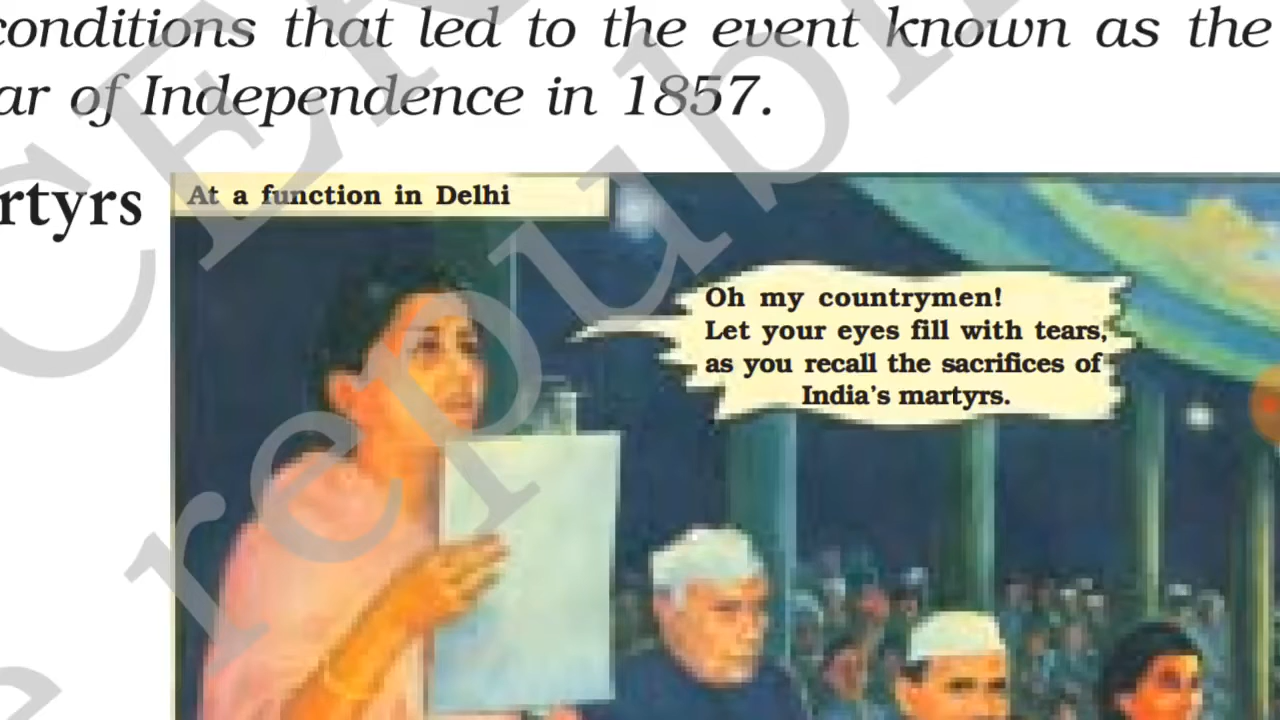 conditions that led to the event known as the
ar of Independence in 1857.
rtyrs
At a function in Delhi
Oh my countrymen!
Let your eyes fill with tears,
as you recall the sacrifices of
India's martyrs.
republi